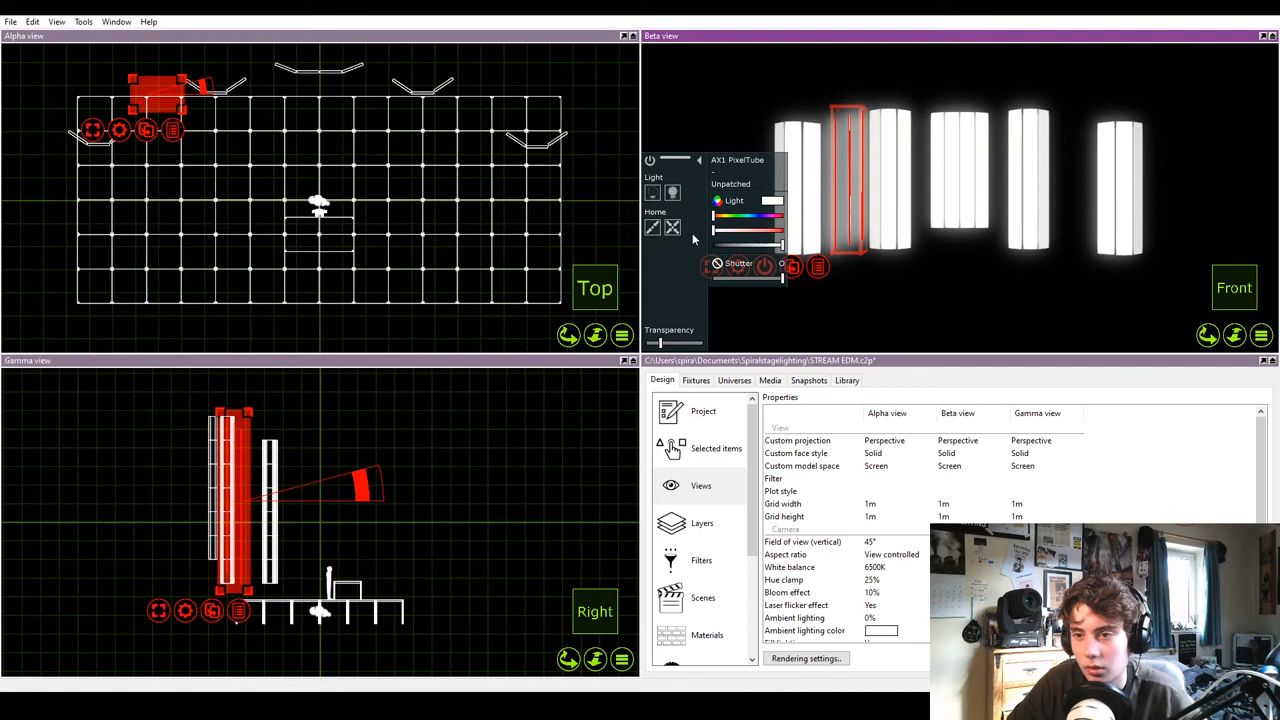 File Edit View Tools Window Help
Alpha view
Beta view
Top
AX1 PixelTube
-
Unpatched
Light
Light
Home
Shutter
Transparency
Front
Gamma view
C:\Users\spira\Documents\Spiralstagelighting\STREAM EDM.c2p*
Design Fixtures Universes Media Snapshots Library
Project
Selected items
Views
Layers
Filters
Scenes
Materials
Properties
Alpha view Beta view Gamma view
View
Custom projection Perspective Perspective Perspective
Custom face style Solid Solid Solid
Custom model space Screen Screen Screen
Filter
Plot style
Grid width 1m 1m 1m
Grid height 1m 1m 1m
Camera
Field of view (vertical) 45°
Aspect ratio View controlled
White balance 6500K
Hue clamp 25%
Bloom effect 10%
Laser flicker effect Yes
Ambient lighting 0%
Ambient lighting color
Rendering settings..
Right